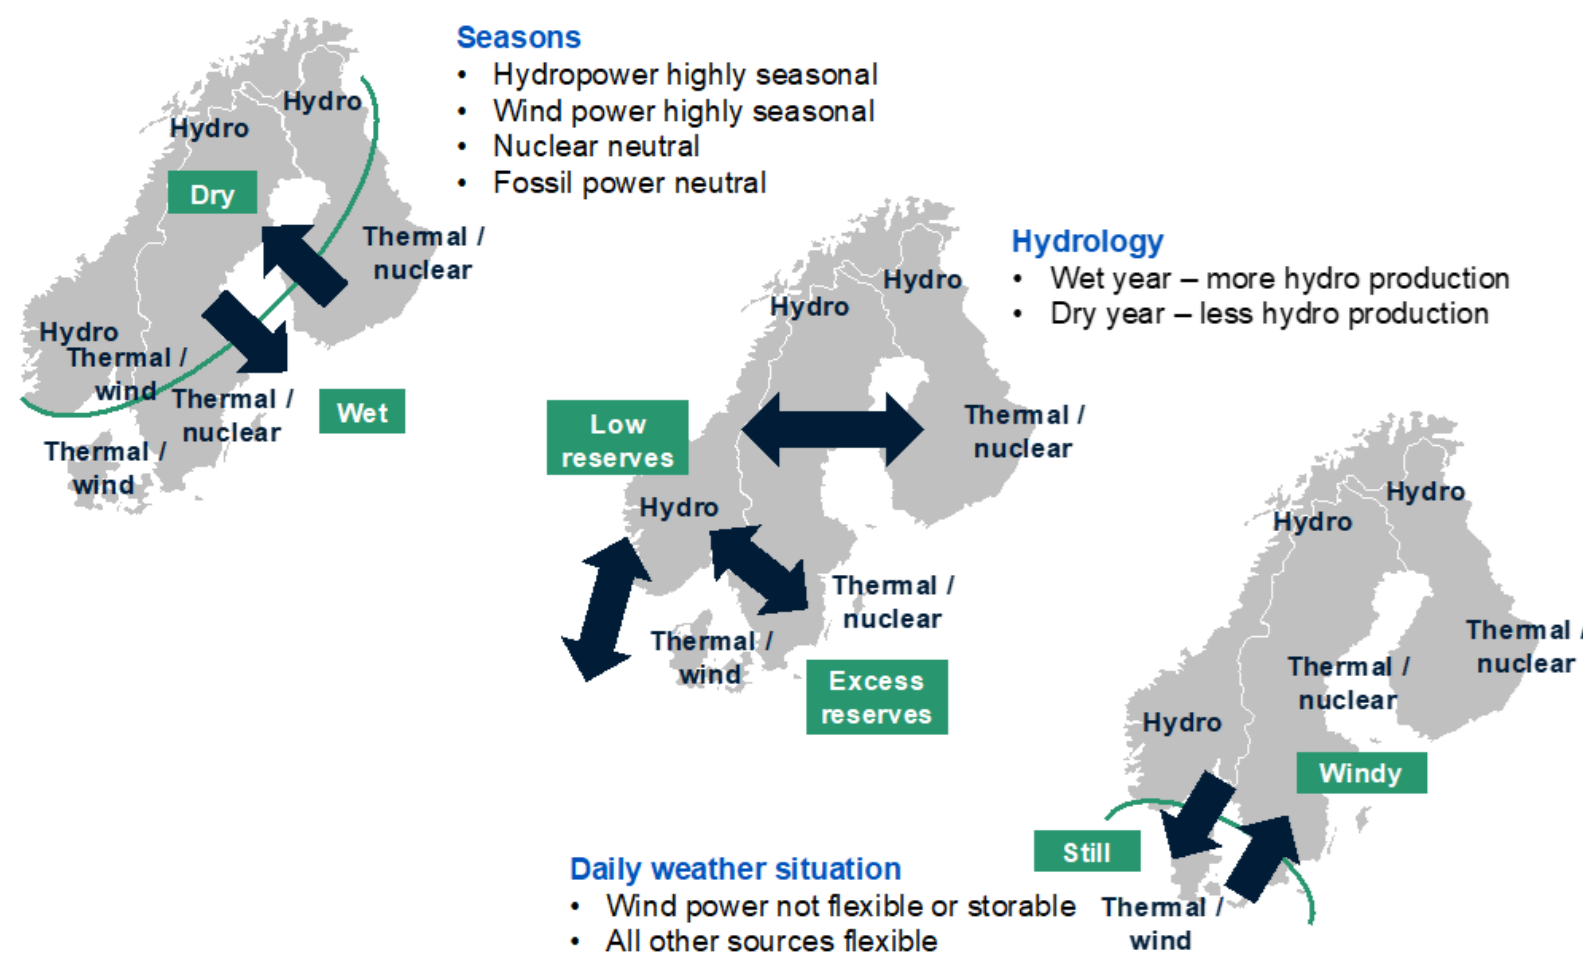 Seasons
• Hydropower highly seasonal
• Wind power highly seasonal
• Nuclear neutral
• Fossil power neutral
Hydro
Hydro
Dry
Thermal /
nuclear
Hydro
Thermal /
wind
Thermal /
nuclear
Wet
Thermal /
wind
Hydrology
• Wet year – more hydro production
• Dry year – less hydro production
Hydro
Hydro
Low
reserves
Thermal /
nuclear
Hydro
Thermal /
nuclear
Thermal /
wind
Excess
reserves
Hydro
Hydro
Thermal /
nuclear
Thermal /
nuclear
Hydro
Windy
Still
Thermal /
wind
Daily weather situation
• Wind power not flexible or storable
• All other sources flexible